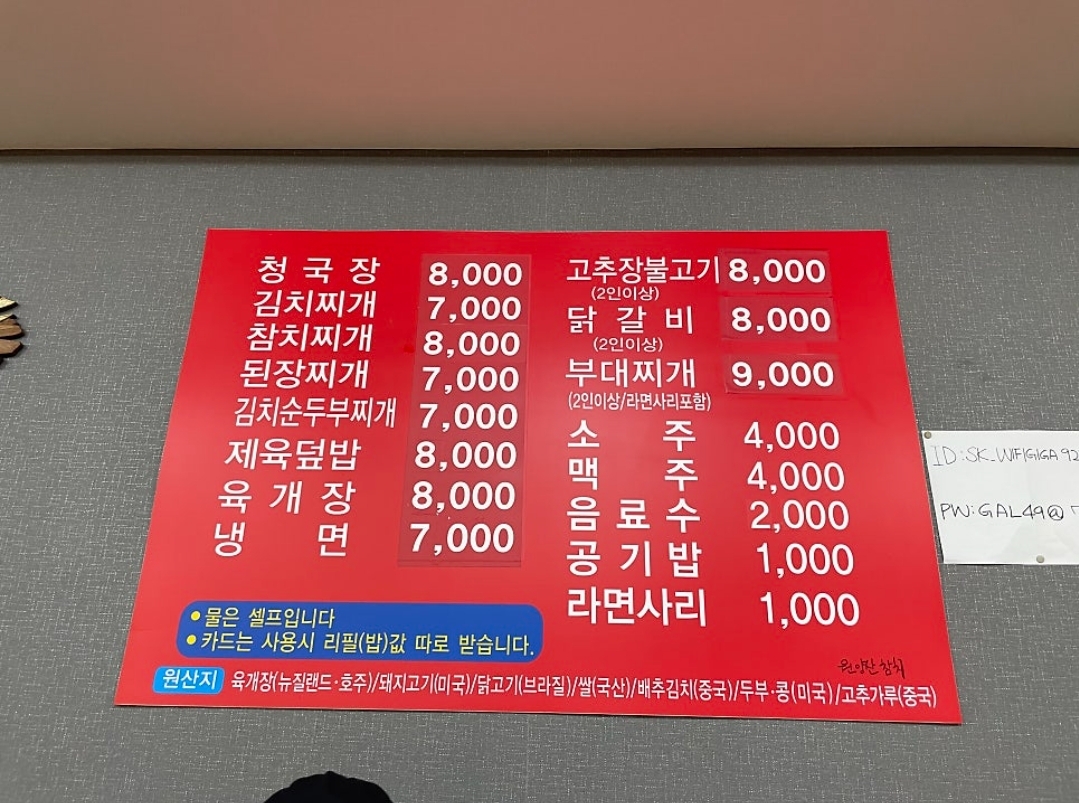 청국장 8,000
김치찌개 7,000
참치찌개 8,000
된장찌개 7,000
김치순두부찌개 7,000
제육덮밥 8,000
육개장 8,000
냉면 7,000
고추장불고기 8,000
(2인이상)
닭갈비 8,000
(2인이상)
부대찌개 9,000
(2인이상/라면사리포함)
소주 4,000
맥주 4,000
음료수 2,000
공기밥 1,000
라면사리 1,000
• 물은 셀프입니다
• 카드는 사용시 리필(밥)값 따로 받습니다.
원양산 참치
원산지 육개장(뉴질랜드·호주)/돼지고기(미국)/닭고기(브라질)/쌀(국산)/배추김치(중국)/두부·콩(미국)/고추가루(중국)
ID:SK_WIFIGIGA92
PW:GAL49@7